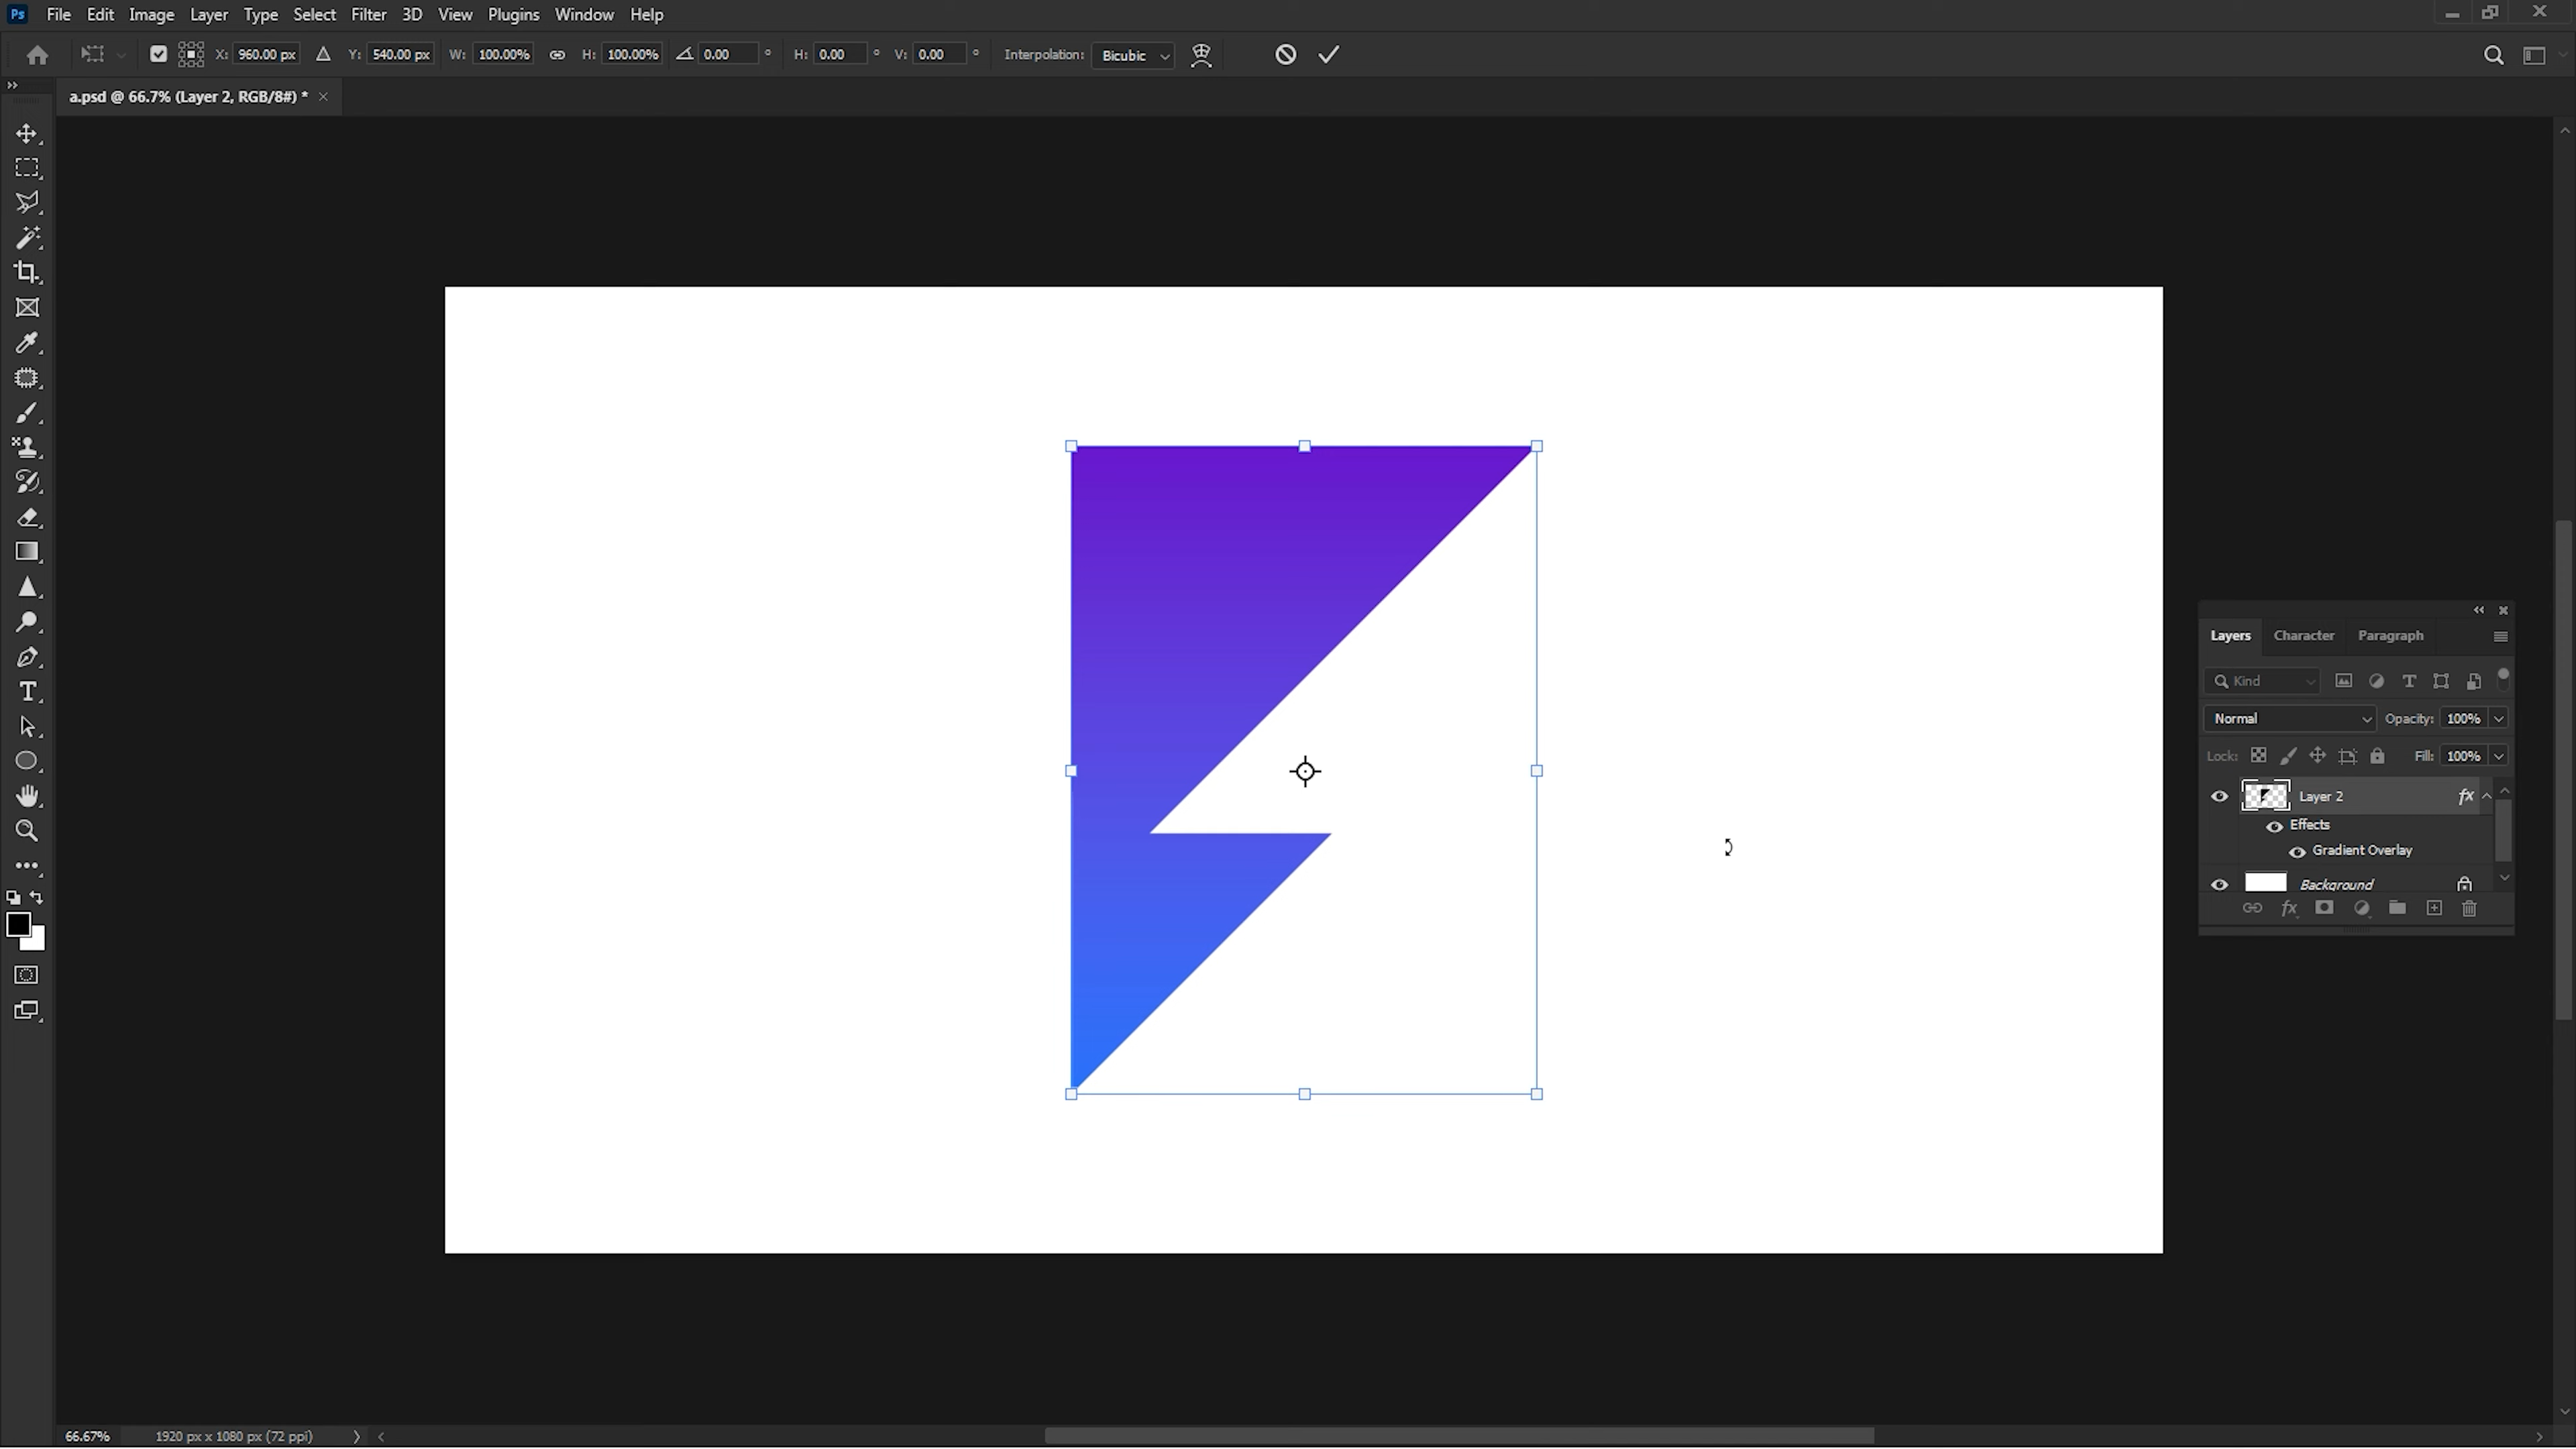 Ps File Edit Image Layer Type Select Filter 3D View Plugins Window Help
X: 960.00 px Y: 540.00 px W: 100.00% H: 100.00% 0.00 ° H: 0.00 ° V: 0.00 ° Interpolation: Bicubic
a.psd @ 66.7% (Layer 2, RGB/8#) * ×
Layers Character Paragraph
Kind
Normal Opacity: 100%
Lock: Fill: 100%
Layer 2 fx
Effects
Gradient Overlay
Background
fx
66.67% 1920 px x 1080 px (72 ppi)